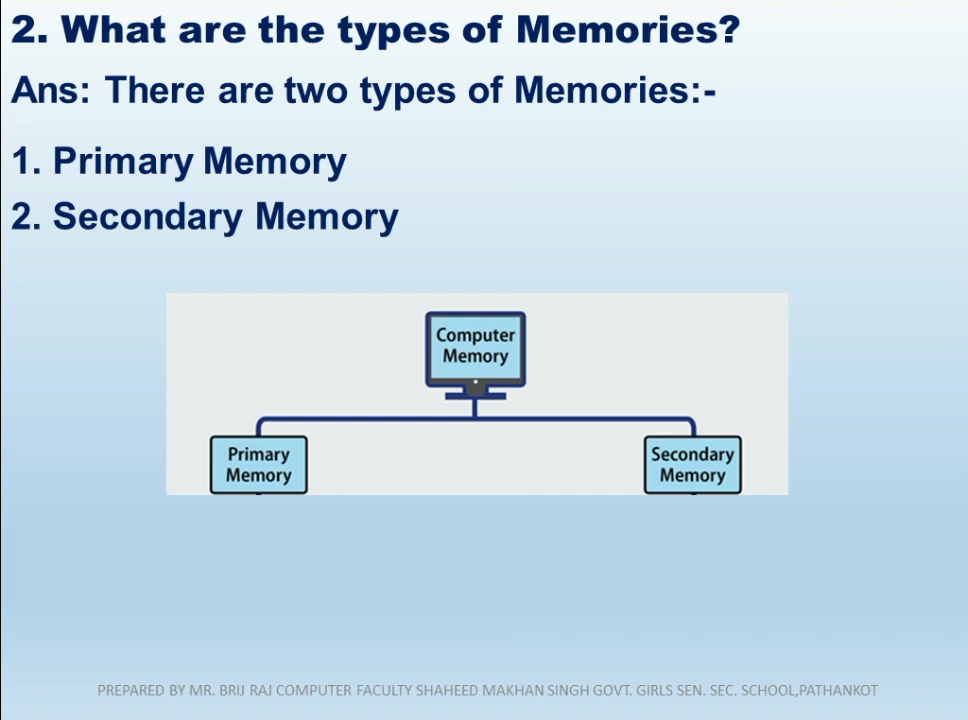 2. What are the types of Memories?
Ans: There are two types of Memories:-
1. Primary Memory
2. Secondary Memory
Computer
Memory
Primary
Memory
Secondary
Memory
PREPARED BY MR. BRIJ RAJ COMPUTER FACULTY SHAHEED MAKHAN SINGH GOVT. GIRLS SEN. SEC. SCHOOL,PATHANKOT